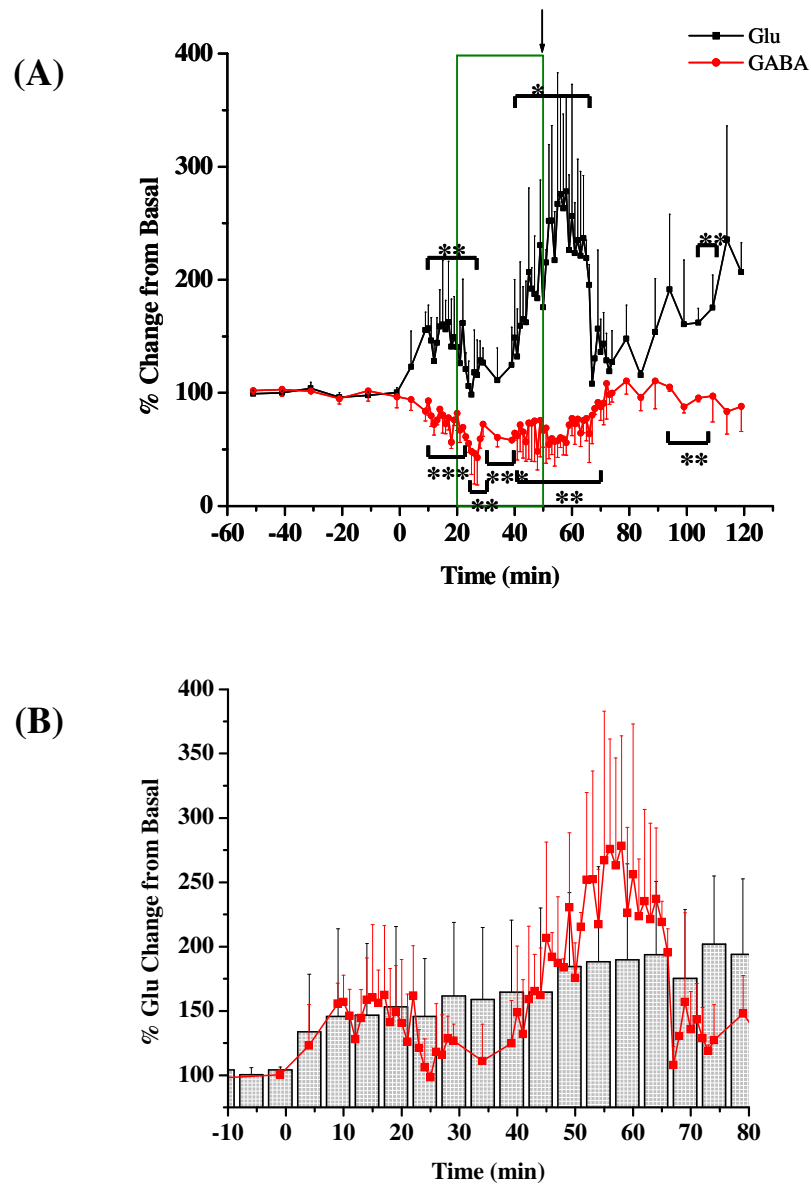 (A)
Glu
GABA
400
300
200
100
0
% Change from Basal
*
**
**
***
**
***
**
**
-60 -40 -20 0 20 40 60 80 100 120
Time (min)
(B)
400
350
300
250
200
150
100
% Glu Change from Basal
-10 0 10 20 30 40 50 60 70 80
Time (min)